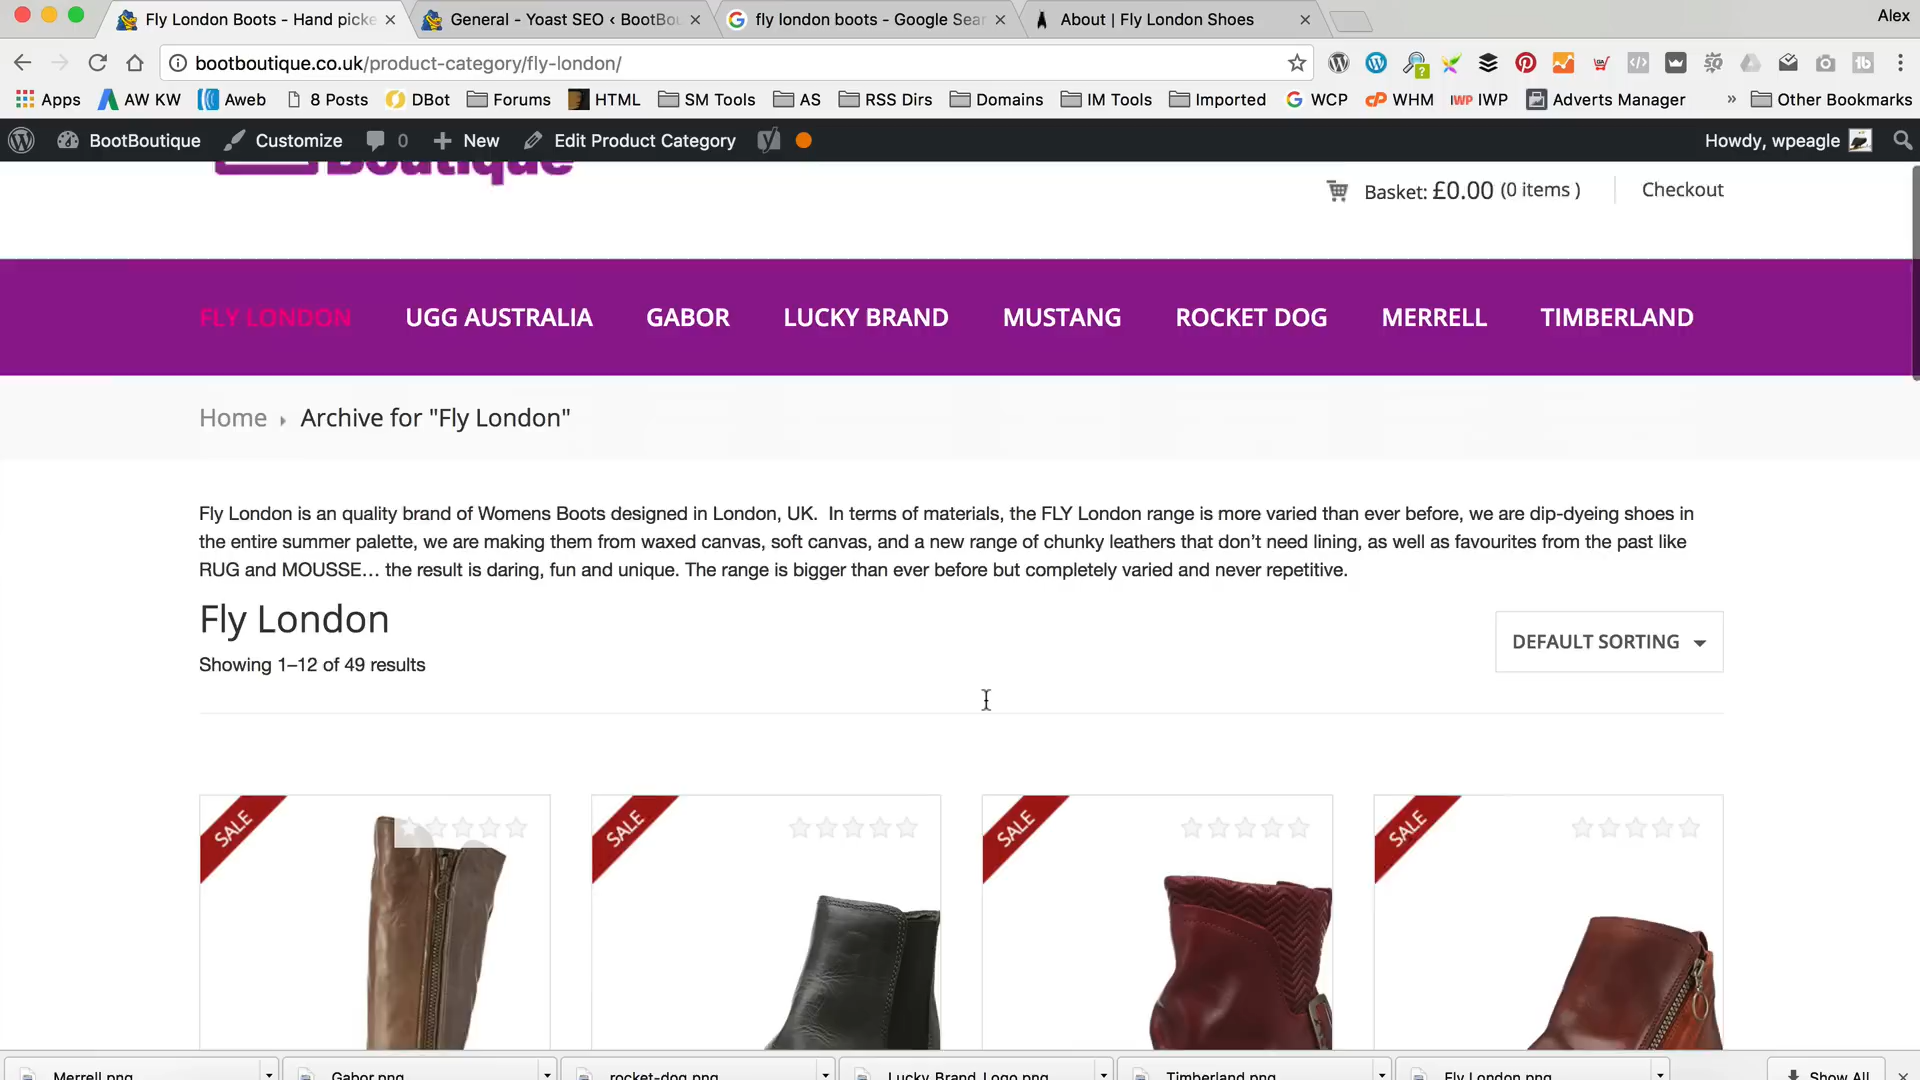 Fly London Boots - Hand picke
General - Yoast SEO ‹ BootBou
fly london boots - Google Sear
About | Fly London Shoes
Alex
bootboutique.co.uk/product-category/fly-london/
Apps
AW KW
Aweb
8 Posts
DBot
Forums
HTML
SM Tools
AS
RSS Dirs
Domains
IM Tools
Imported
WCP
WHM
IWP
Adverts Manager
»
Other Bookmarks
BootBoutique
Customize
0
New
Edit Product Category
Howdy, wpeagle
Boutique
Basket: £0.00 (0 items )
Checkout
FLY LONDON
UGG AUSTRALIA
GABOR
LUCKY BRAND
MUSTANG
ROCKET DOG
MERRELL
TIMBERLAND
Home
Archive for "Fly London"
Fly London is an quality brand of Womens Boots designed in London, UK.  In terms of materials, the FLY London range is more varied than ever before, we are dip-dyeing shoes in
the entire summer palette, we are making them from waxed canvas, soft canvas, and a new range of chunky leathers that don’t need lining, as well as favourites from the past like
RUG and MOUSSE… the result is daring, fun and unique. The range is bigger than ever before but completely varied and never repetitive.
Fly London
DEFAULT SORTING
Showing 1–12 of 49 results
SALE
SALE
SALE
SALE
Merrell.png
Gabor.png
rocket-dog.png
Lucky_Brand_Logo.png
Timberland.png
Fly London.png
Show All